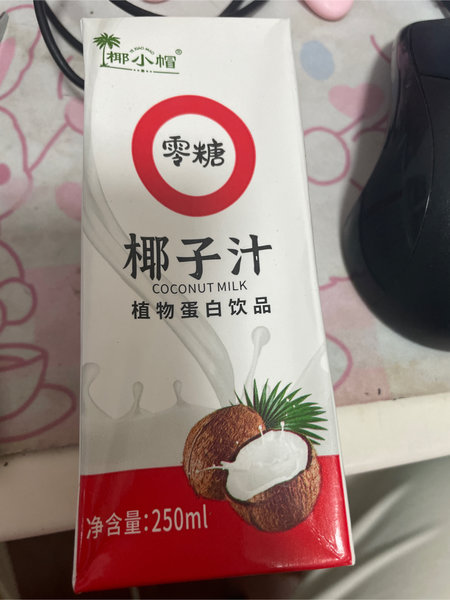 椰小帽®
零糖
椰子汁
COCONUT MILK
植物蛋白饮品
净含量:250ml